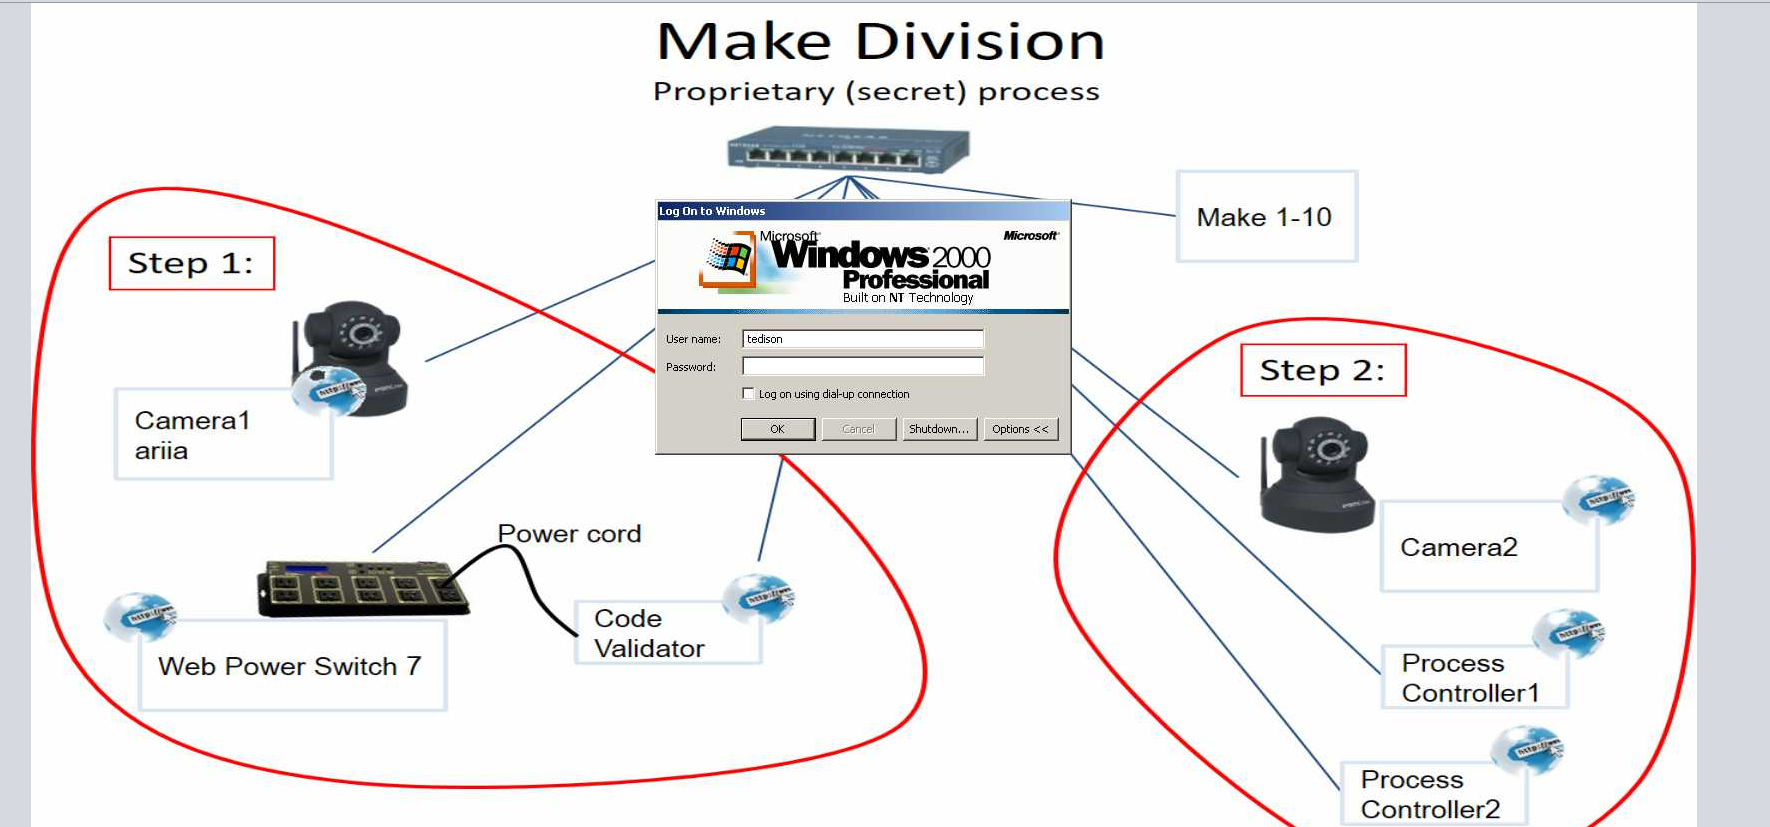 Make Division
Proprietary (secret) process
NETGEAR
Make 1-10
Step 1:
Log On to Windows
Microsoft
Windows 2000
Professional
Built on NT Technology
Microsoft
User name:
tedison
Password:
Log on using dial-up connection
OK
Cancel
Shutdown...
Options <<
Step 2:
Camera1
ariia
Power cord
Camera2
Code
Validator
Web Power Switch 7
Process
Controller1
Process
Controller2